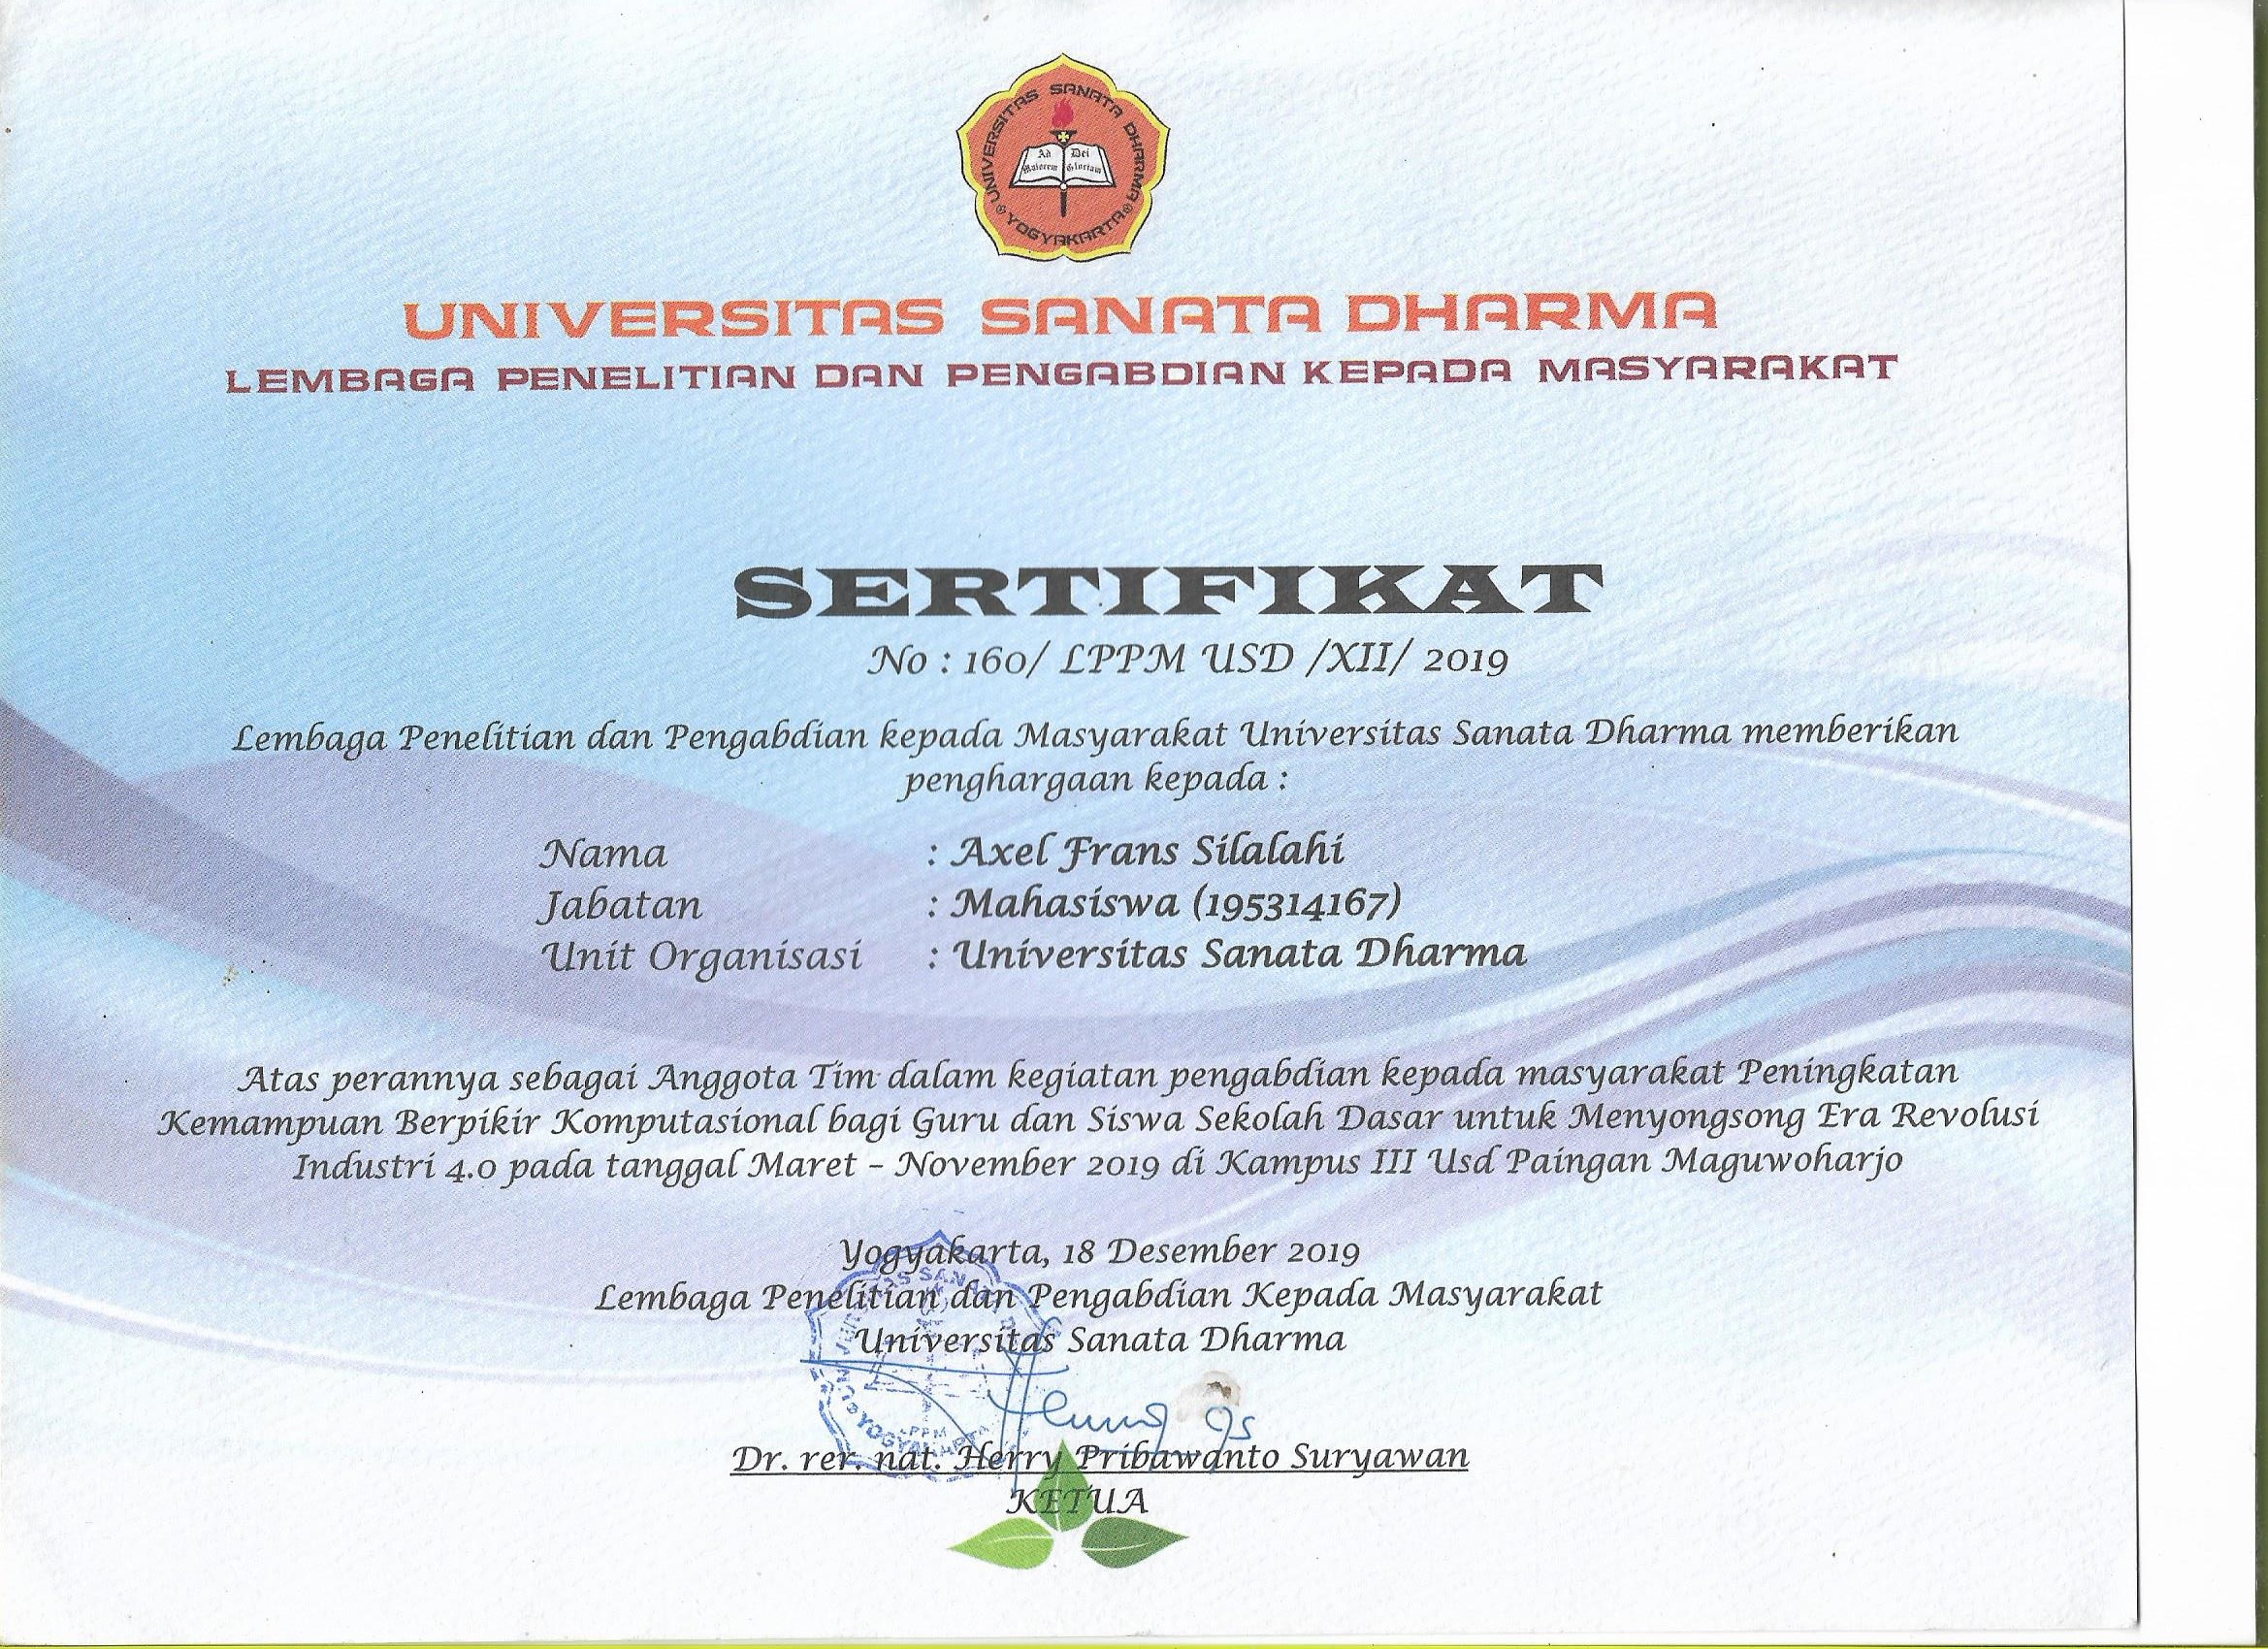 UNIVERSITAS SANATA DHARMA
YOGYAKARTA
Ad Dei
Maiorem Gloriam
UNIVERSITAS SANATA DHARMA
LEMBAGA PENELITIAN DAN PENGABDIAN KEPADA MASYARAKAT
SERTIFIKAT
No : 160/ LPPM USD /XII/ 2019
Lembaga Penelitian dan Pengabdian kepada Masyarakat Universitas Sanata Dharma memberikan
penghargaan kepada :
Nama : Axel Frans Silalahi
Jabatan : Mahasiswa (195314167)
Unit Organisasi : Universitas Sanata Dharma
Atas perannya sebagai Anggota Tim dalam kegiatan pengabdian kepada masyarakat Peningkatan
Kemampuan Berpikir Komputasional bagi Guru dan Siswa Sekolah Dasar untuk Menyongsong Era Revolusi
Industri 4.0 pada tanggal Maret – November 2019 di Kampus III Usd Paingan Maguwoharjo
Yogyakarta, 18 Desember 2019
Lembaga Penelitian dan Pengabdian Kepada Masyarakat
Universitas Sanata Dharma
LPPM
YOGYAKARTA
Dr. rer. nat. Herry Pribawanto Suryawan
KETUA